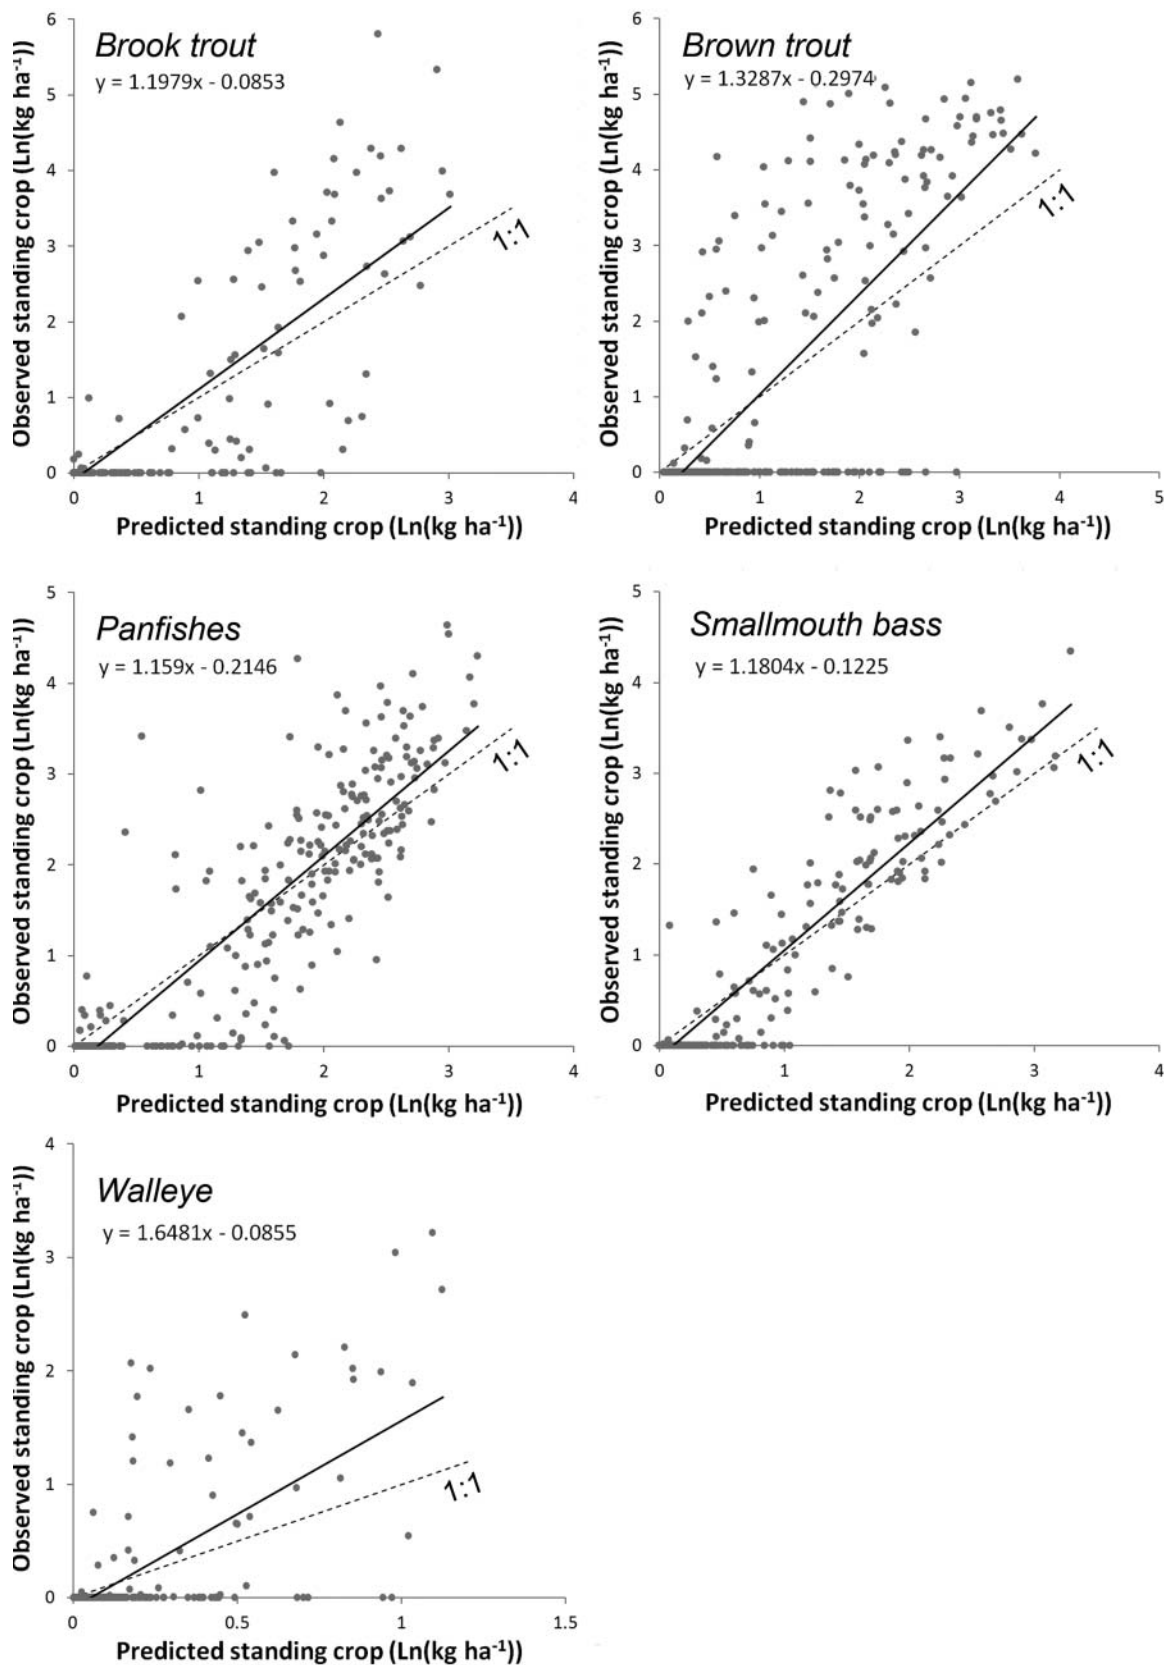 Brook trout
y = 1.1979x - 0.0853
Observed standing crop (Ln(kg ha⁻¹))
6
5
4
3
2
1
0
1:1
0 1 2 3 4
Predicted standing crop (Ln(kg ha⁻¹))
Brown trout
y = 1.3287x - 0.2974
Observed standing crop (Ln(kg ha⁻¹))
6
5
4
3
2
1
0
1:1
0 1 2 3 4 5
Predicted standing crop (Ln(kg ha⁻¹))
Panfishes
y = 1.159x - 0.2146
Observed standing crop (Ln(kg ha⁻¹))
5
4
3
2
1
0
1:1
0 1 2 3 4
Predicted standing crop (Ln(kg ha⁻¹))
Smallmouth bass
y = 1.1804x - 0.1225
Observed standing crop (Ln(kg ha⁻¹))
5
4
3
2
1
0
1:1
0 1 2 3 4
Predicted standing crop (Ln(kg ha⁻¹))
Walleye
y = 1.6481x - 0.0855
Observed standing crop (Ln(kg ha⁻¹))
4
3
2
1
0
1:1
0 0.5 1 1.5
Predicted standing crop (Ln(kg ha⁻¹))